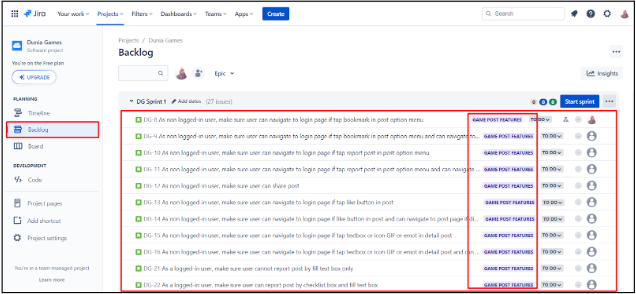 Jira Your work Projects Filters Dashboards Teams Apps Create Search
Dunia Games
Software project
You're on the Free plan
UPGRADE
PLANNING
Timeline
Backlog
Board
DEVELOPMENT
Code
Project pages
Add shortcut
Project settings
You're in a team-managed project
Learn more
Projects / Dunia Games
Backlog
Epic
Insights
DG Sprint 1 Add dates (27 issues) 0 0 0 Start sprint
DG-8 As non logged-in user, make sure user can navigate to login page if tap bookmark in post option menu GAME POST FEATURES TO DO
DG-9 As non logged-in user, make sure user can navigate to login page if tap bookmark in post option menu and can navigate to... GAME POST FEATURES TO DO
DG-10 As non logged-in user, make sure user can navigate to login page if tap report in post option menu GAME POST FEATURES TO DO
DG-11 As non logged-in user, make sure user can navigate to login page if tap report in post option menu and can navigate to ... GAME POST FEATURES TO DO
DG-12 As non logged-in user, make sure user can share post GAME POST FEATURES TO DO
DG-13 As non logged-in user, make sure user can navigate to login page if tap like button in post GAME POST FEATURES TO DO
DG-14 As non logged-in user, make sure user can navigate to login page if like button in post and can navigate to post page if di... GAME POST FEATURES TO DO
DG-15 As non logged-in user, make sure user can navigate to login page if tap textbox or icon GIF or emot in detail post GAME POST FEATURES TO DO
As non logged-in user, make sure user can navigate to login page if tap textbox or icon GIF or emot in detail post and can... GAME POST FEATURES TO DO
DG-21 As a logged-in user, make sure user cannot report post by fill text box only GAME POST FEATURES TO DO
DG-22 As a logged-in user, make sure user can report post by checklist box and fill text box GAME POST FEATURES TO DO